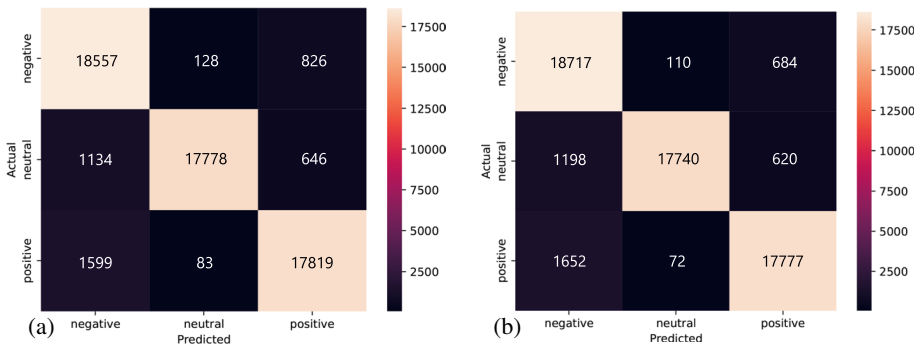 negative
18557 128 826
Actual
neutral
1134 17778 646
positive
1599 83 17819
negative neutral positive
Predicted
17500
15000
12500
10000
7500
5000
2500
(a)
negative
18717 110 684
Actual
neutral
1198 17740 620
positive
1652 72 17777
negative neutral positive
Predicted
17500
15000
12500
10000
7500
5000
2500
(b)